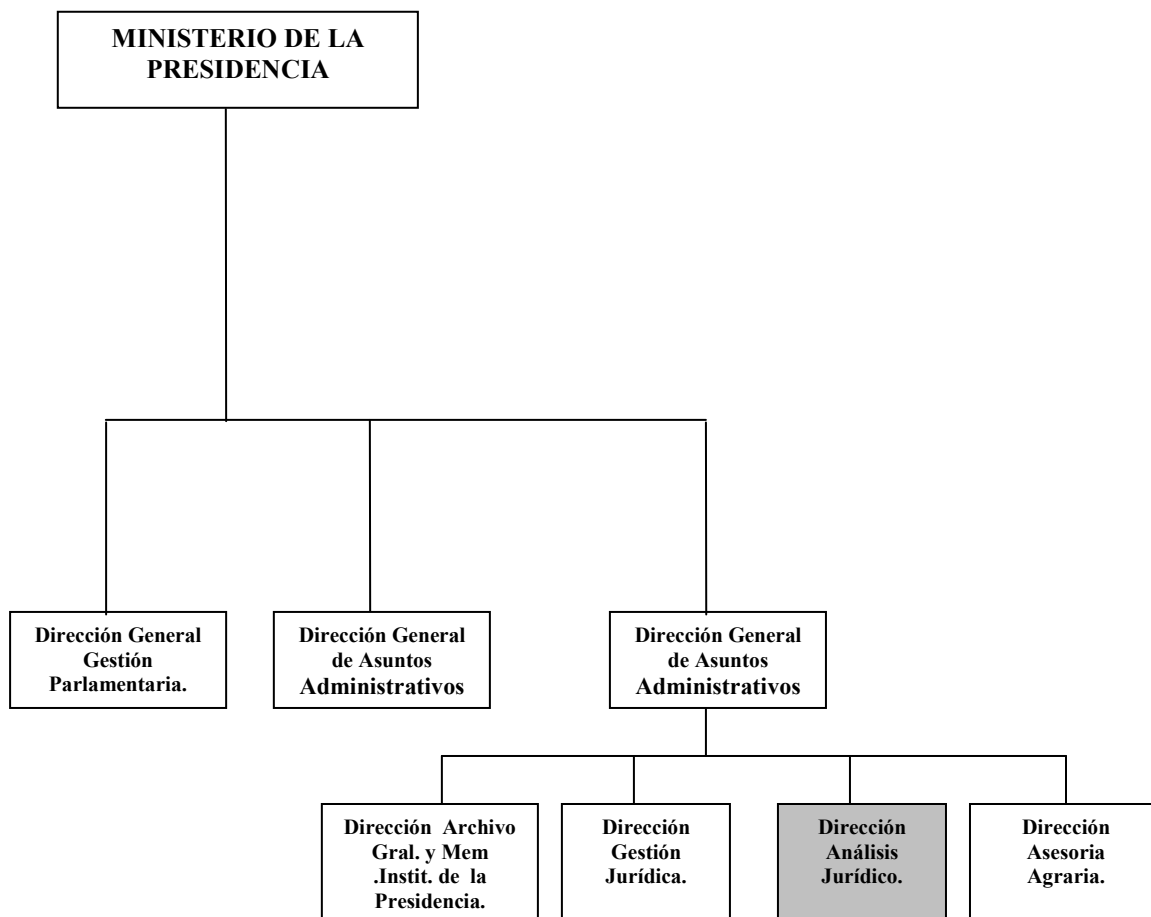 MINISTERIO DE LA
PRESIDENCIA
Dirección General
Gestión
Parlamentaria.
Dirección General
de Asuntos
Administrativos
Dirección General
de Asuntos
Administrativos
Dirección Archivo
Gral. y Mem
.Instit. de la
Presidencia.
Dirección
Gestión
Jurídica.
Dirección
Análisis
Jurídico.
Dirección
Asesoria
Agraria.